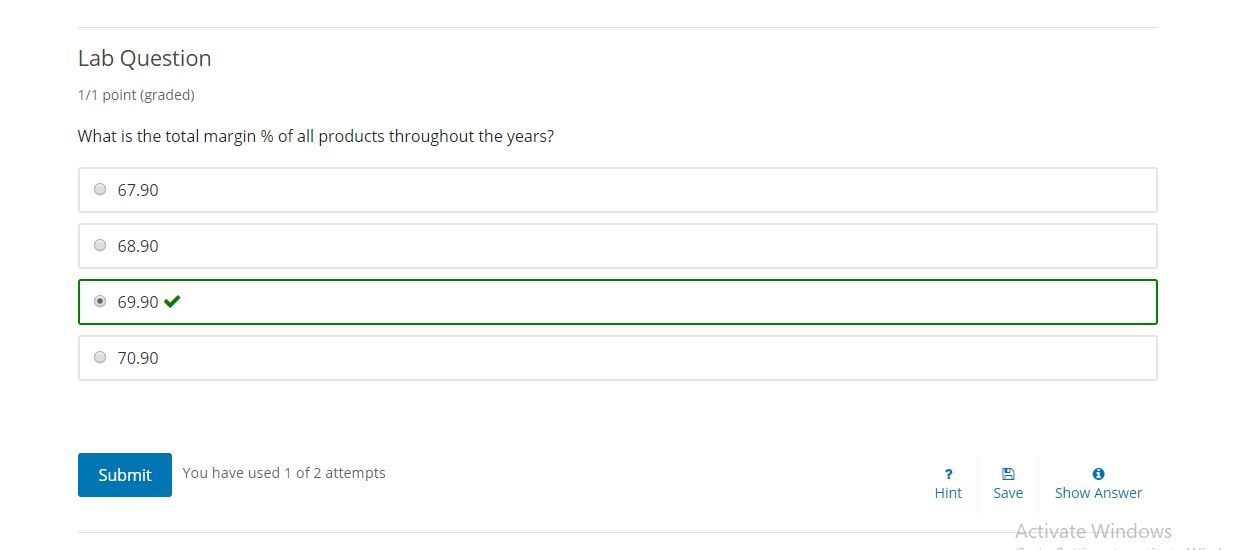 Lab Question
1/1 point (graded)
What is the total margin % of all products throughout the years?
67.90
68.90
69.90
70.90
Submit
You have used 1 of 2 attempts
?
Hint
Save
Show Answer
Activate Windows